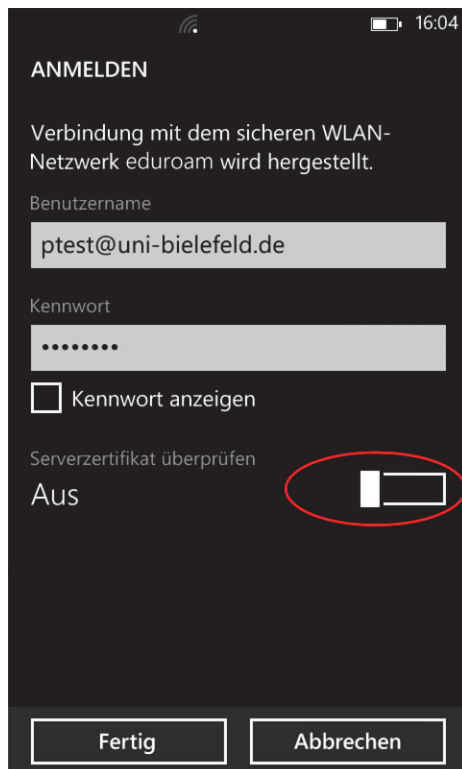 16:04
ANMELDEN
Verbindung mit dem sicheren WLAN-
Netzwerk eduroam wird hergestellt.
Benutzername
ptest@uni-bielefeld.de
Kennwort
••••••••
Kennwort anzeigen
Serverzertifikat überprüfen
Aus
Fertig Abbrechen